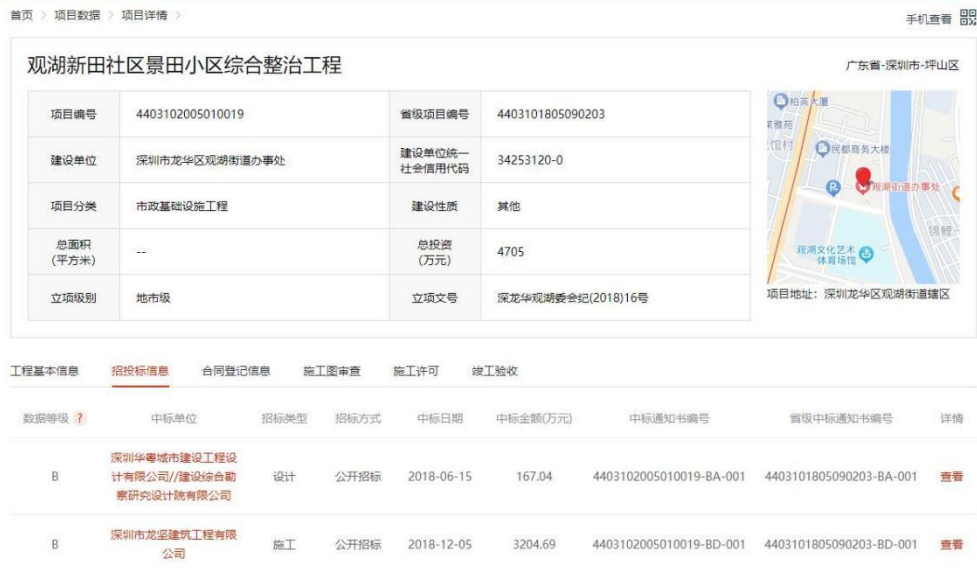 首页 > 项目数据 > 项目详情 >
手机查看
观湖新田社区景田小区综合整治工程
广东省-深圳市-坪山区
项目编号 4403102005010019 省级项目编号 4403101805090203
建设单位 深圳市龙华区观湖街道办事处 建设单位统一
社会信用代码 34253120-0
项目分类 市政基础设施工程 建设性质 其他
总面积
(平方米) -- 总投资
(万元) 4705
立项级别 地市级 立项文号 深龙华观湖委会纪(2018)16号
柏英大厦
民都商务大楼
P
观湖街道办事处
观湖文化艺术
体育场馆
项目地址：深圳龙华区观湖街道辖区
工程基本信息 招投标信息 合同登记信息 施工图审查 施工许可 竣工验收
数据等级 ? 中标单位 招标类型 招标方式 中标日期 中标金额(万元) 中标通知书编号 省级中标通知书编号 详情
深圳华粤城市建设工程设
B 计有限公司//建设综合勘 设计 公开招标 2018-06-15 167.04 4403102005010019-BA-001 4403101805090203-BA-001 查看
察研究设计院有限公司
深圳市龙坚建筑工程有限
B 公司 施工 公开招标 2018-12-05 3204.69 4403102005010019-BD-001 4403101805090203-BD-001 查看